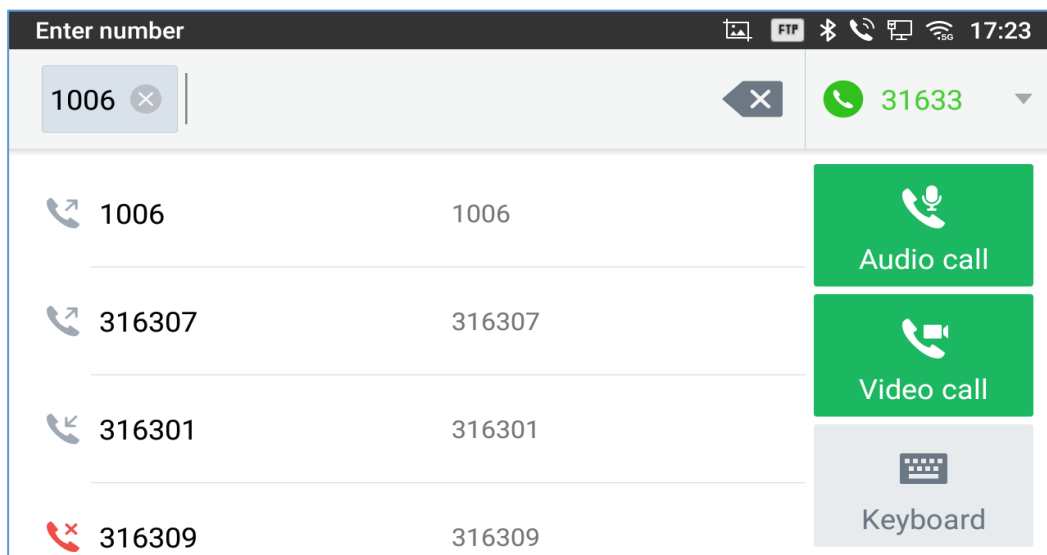 Enter number FTP 5G 17:23
1006 31633
1006 1006
Audio call
316307 316307
Video call
316301 316301
Keyboard
316309 316309